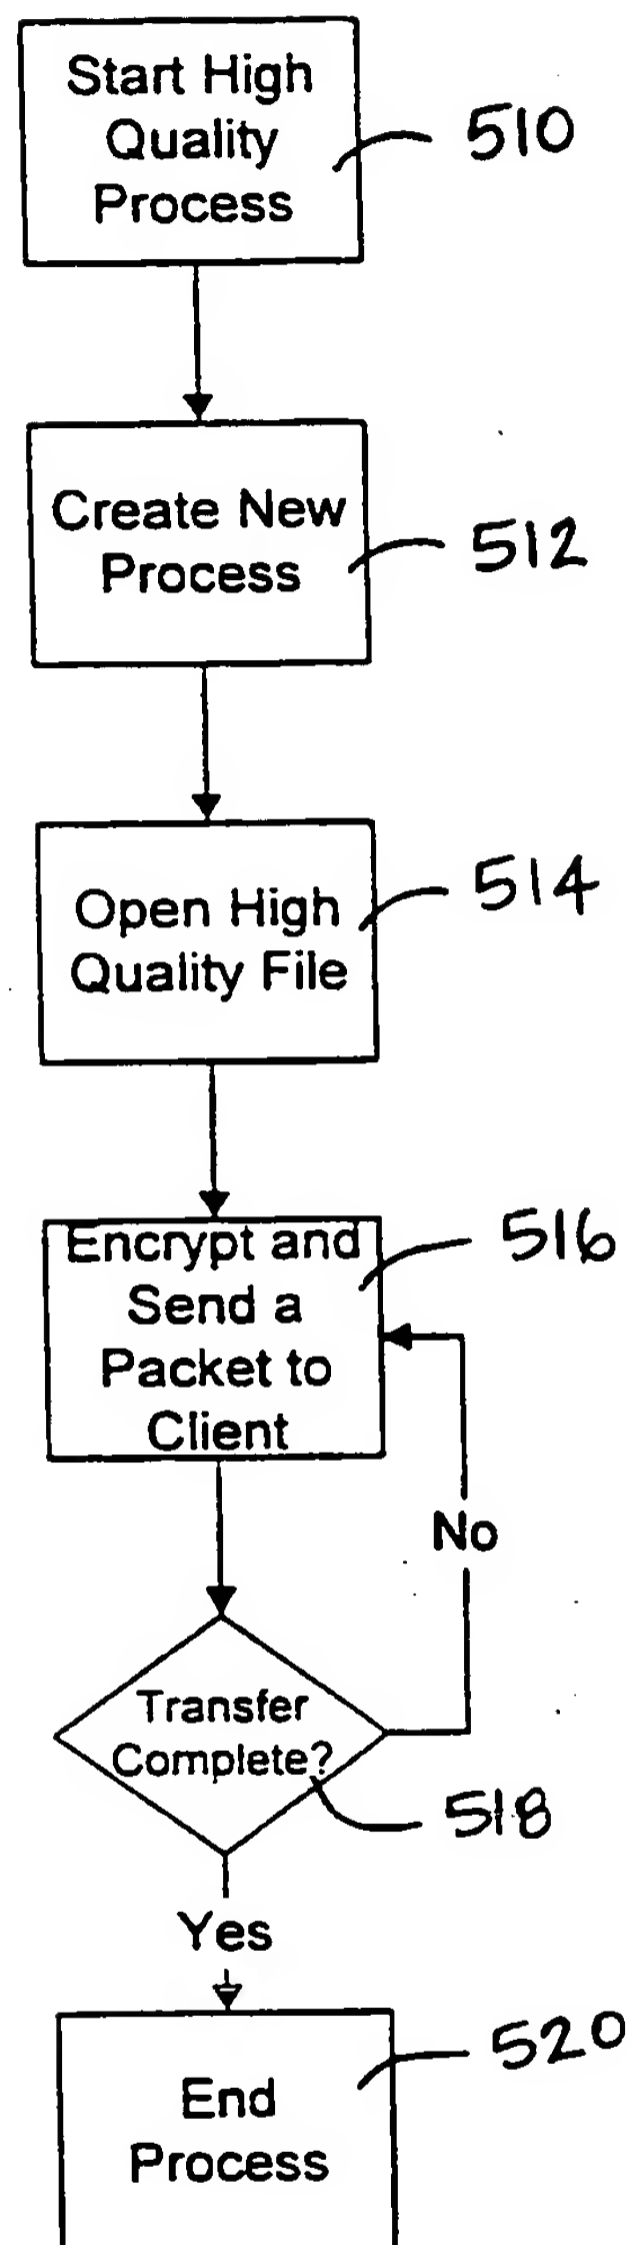 Start High
Quality
Process
510
Create New
Process
512
Open High
Quality File
514
Encrypt and
Send a
Packet to
Client
516
No
Transfer
Complete?
518
Yes
End
Process
520